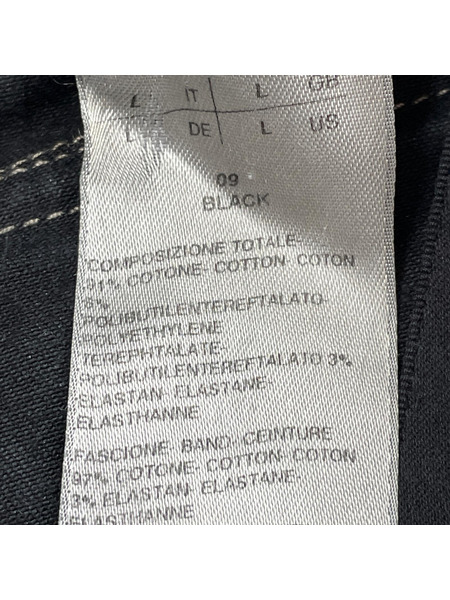 L IT L GB
L DE L US
09
BLACK
COMPOSIZIONE TOTALE-
91% COTONE- COTTON- COTON
6%
POLIBUTILENTEREFTALATO-
POLYETHYLENE
TEREPHTALATE-
POLIBUTILENTEREFTALATO 3%
ELASTAN- ELASTANE-
ELASTHANNE
FASCIONE- BAND- CEINTURE
97% COTONE- COTTON- COTON
3% ELASTAN- ELASTANE-
ELASTHANNE